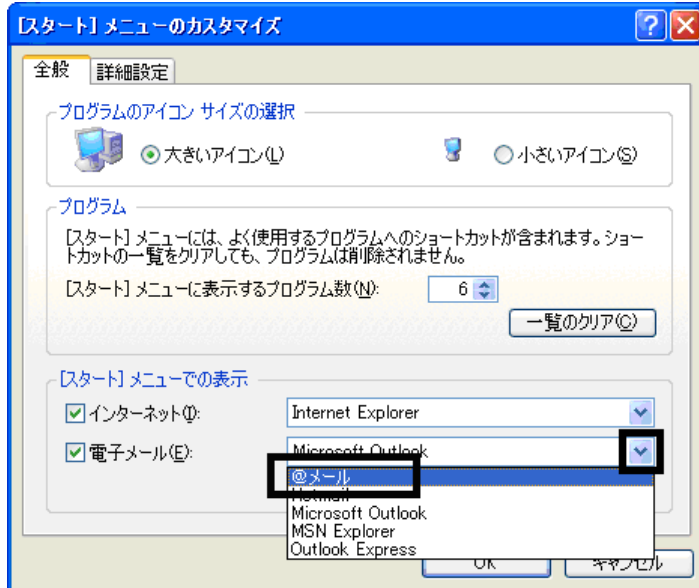 [スタート] メニューのカスタマイズ
全般
詳細設定
プログラムのアイコン サイズの選択
大きいアイコン(L)
小さいアイコン(S)
プログラム
[スタート] メニューには、よく使用するプログラムへのショートカットが含まれます。ショー
トカットの一覧をクリアしても、プログラムは削除されません。
[スタート] メニューに表示するプログラム数(N):
6
一覧のクリア(C)
[スタート] メニューでの表示
インターネット(I):
Internet Explorer
電子メール(E):
Microsoft Outlook
@メール
Hotmail
Microsoft Outlook
MSN Explorer
Outlook Express
OK
キャンセル